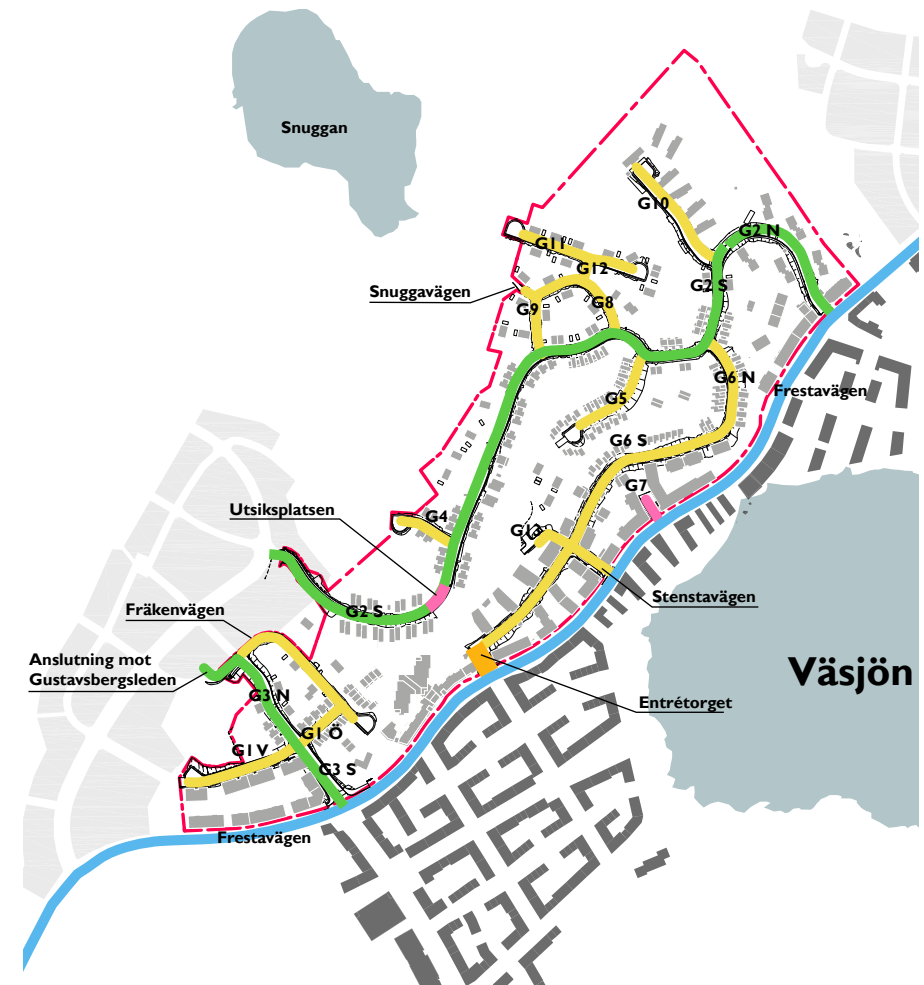 Snuggan
G10
G2 N
G11
G12
G2 S
Snuggavägen
G9
G8
G6 N
Frestavägen
G5
G6 S
G7
Utsiksplatsen
G4
G13
Stenstavägen
Fräkenvägen
G2 S
Anslutning mot
Gustavsbergsleden
Väsjön
G3 N
Entrétorget
G1 Ö
G1 V
G3 S
Frestavägen